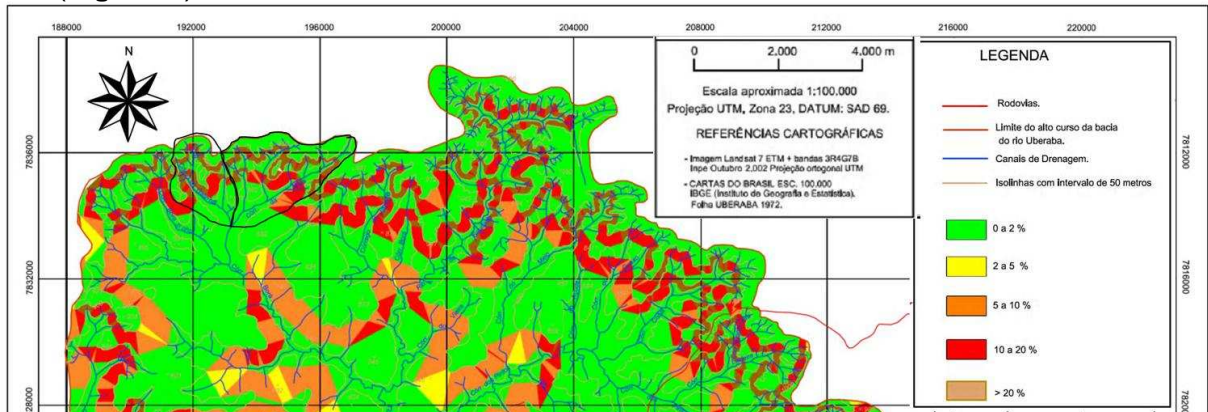 188000 192000 196000 200000 204000 208000 212000 216000 220000
N
0 2.000 4.000 m
Escala aproximada 1:100.000
Projeção UTM, Zona 23, DATUM: SAD 69.
REFERÊNCIAS CARTOGRÁFICAS
- Imagem Landsat 7 ETM + bandas 3R4G7B
Inpe Outubro 2,002 Projeção ortogonal UTM
- CARTAS DO BRASIL ESC. 100.000
IBGE (Instituto de Geografia e Estatística).
Folha UBERABA 1972.
LEGENDA
Rodovias.
Limite do alto curso da bacia
do rio Uberaba.
Canais de Drenagem.
Isolinhas com Intervalo de 50 metros
0 a 2 %
2 a 5 %
5 a 10 %
10 a 20 %
> 20 %
7836000
7832000
28000
7812000
7816000